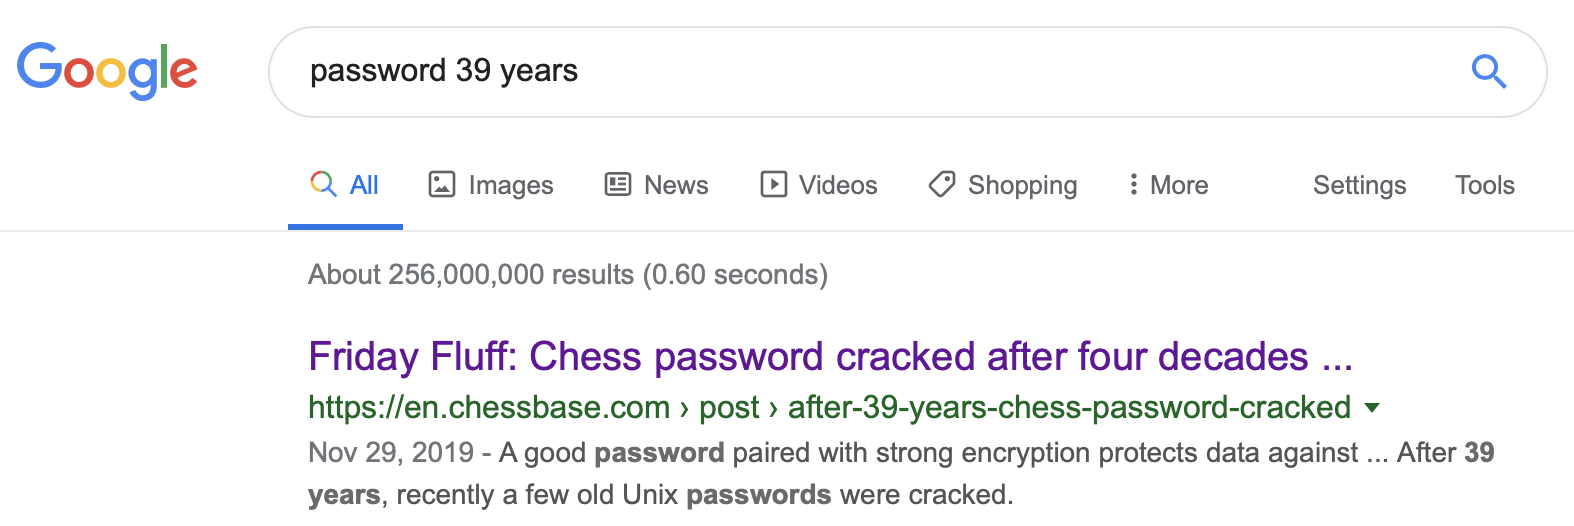 Google password 39 years
All Images News Videos Shopping More Settings Tools
About 256,000,000 results (0.60 seconds)
Friday Fluff: Chess password cracked after four decades ...
https://en.chessbase.com › post › after-39-years-chess-password-cracked
Nov 29, 2019 - A good password paired with strong encryption protects data against ... After 39
years, recently a few old Unix passwords were cracked.